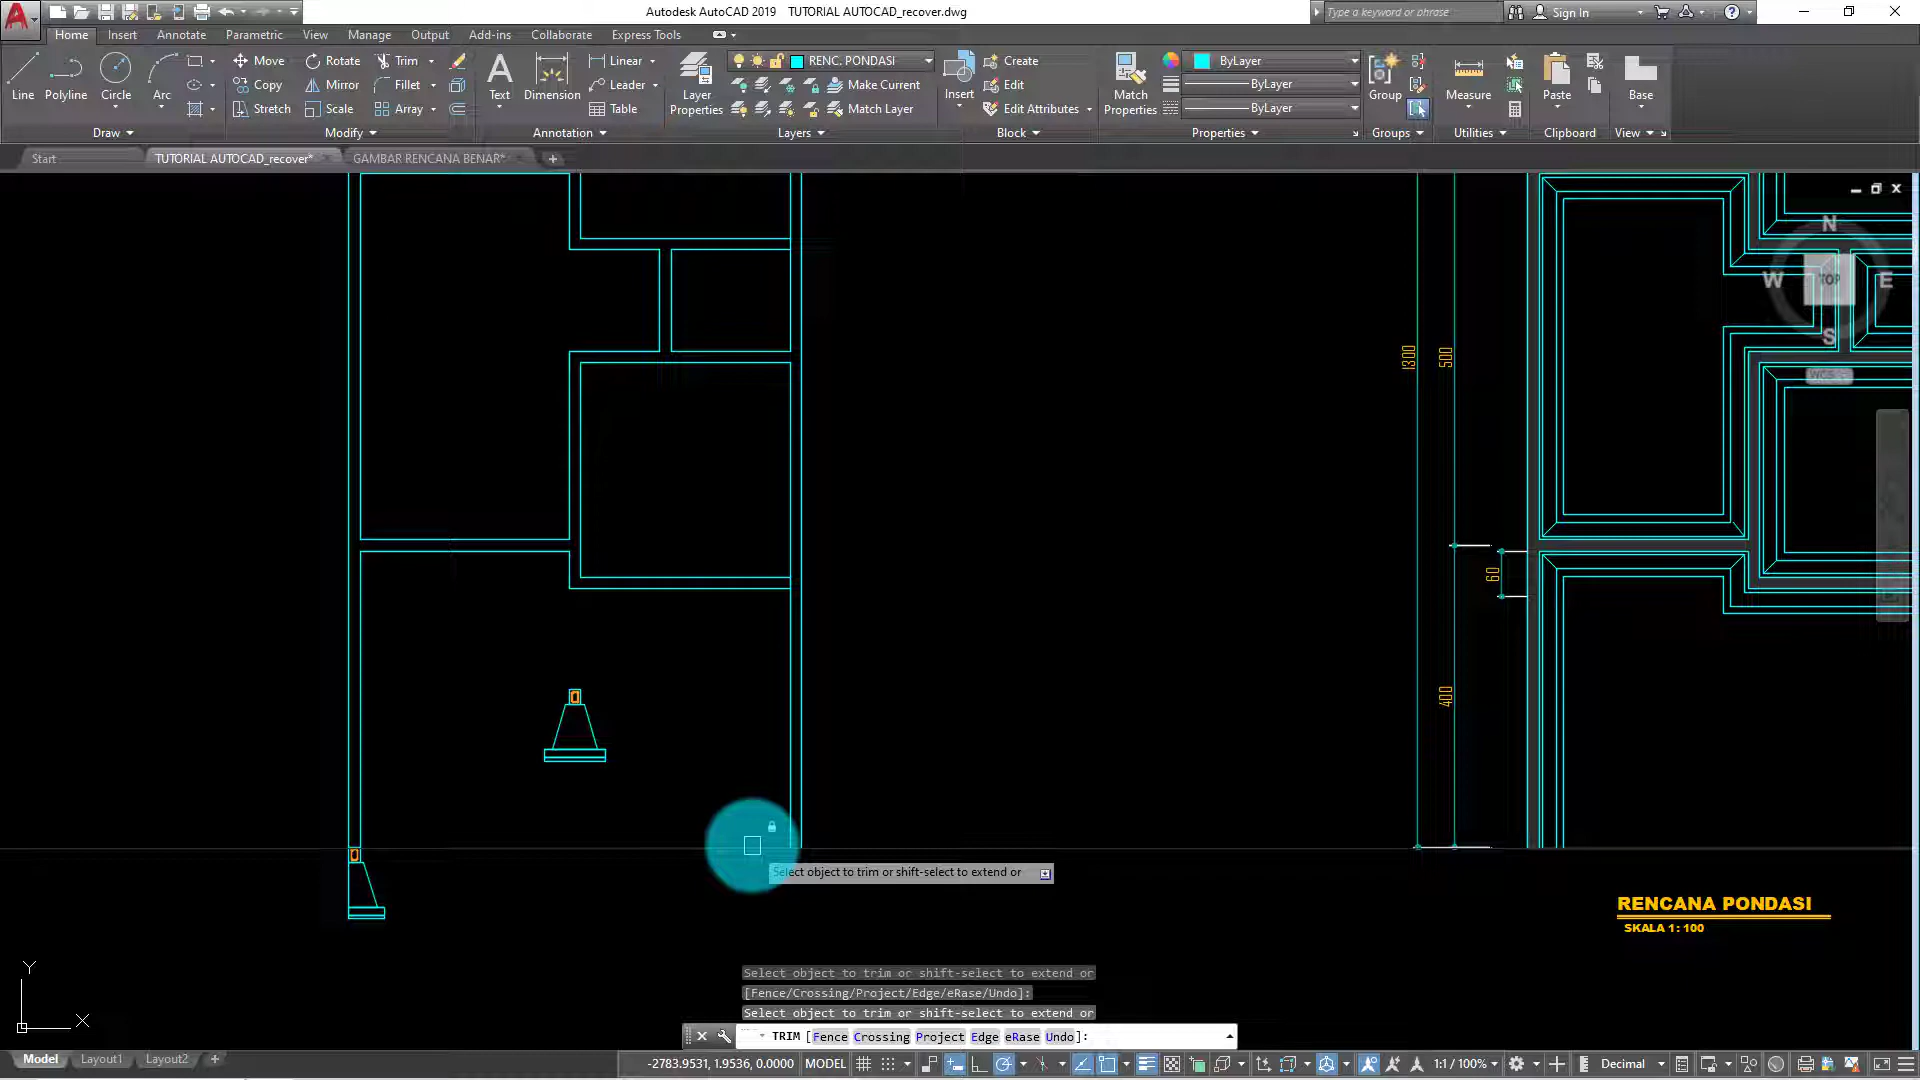 Autodesk AutoCAD 2019 TUTORIAL AUTOCAD_recover.dwg
Type a keyword or phrase
Sign In
Home Insert Annotate Parametric View Manage Output Add-ins Collaborate Express Tools
Line Polyline Circle Arc
Move Rotate Trim
Copy Mirror Fillet
Stretch Scale Array
Text Dimension
Linear
Leader
Table
Layer Properties
RENC. PONDASI
Make Current
Match Layer
Insert
Create
Edit
Edit Attributes
Match Properties
ByLayer
ByLayer
ByLayer
Group
Measure
Paste
Base
Draw Modify Annotation Layers Block Properties Groups Utilities Clipboard View
Start TUTORIAL AUTOCAD_recover* GAMBAR RENCANA BENAR*
N
W TOP E
S
WCS
1300
500
60
400
Select object to trim or shift-select to extend or
RENCANA PONDASI
SKALA 1 : 100
Y
X
Select object to trim or shift-select to extend or
[Fence/Crossing/Project/Edge/eRase/Undo]:
Select object to trim or shift-select to extend or
TRIM [Fence Crossing Project Edge eRase Undo]:
Model Layout1 Layout2
-2783.9531, 1.9536, 0.0000 MODEL
1:1 / 100%
Decimal